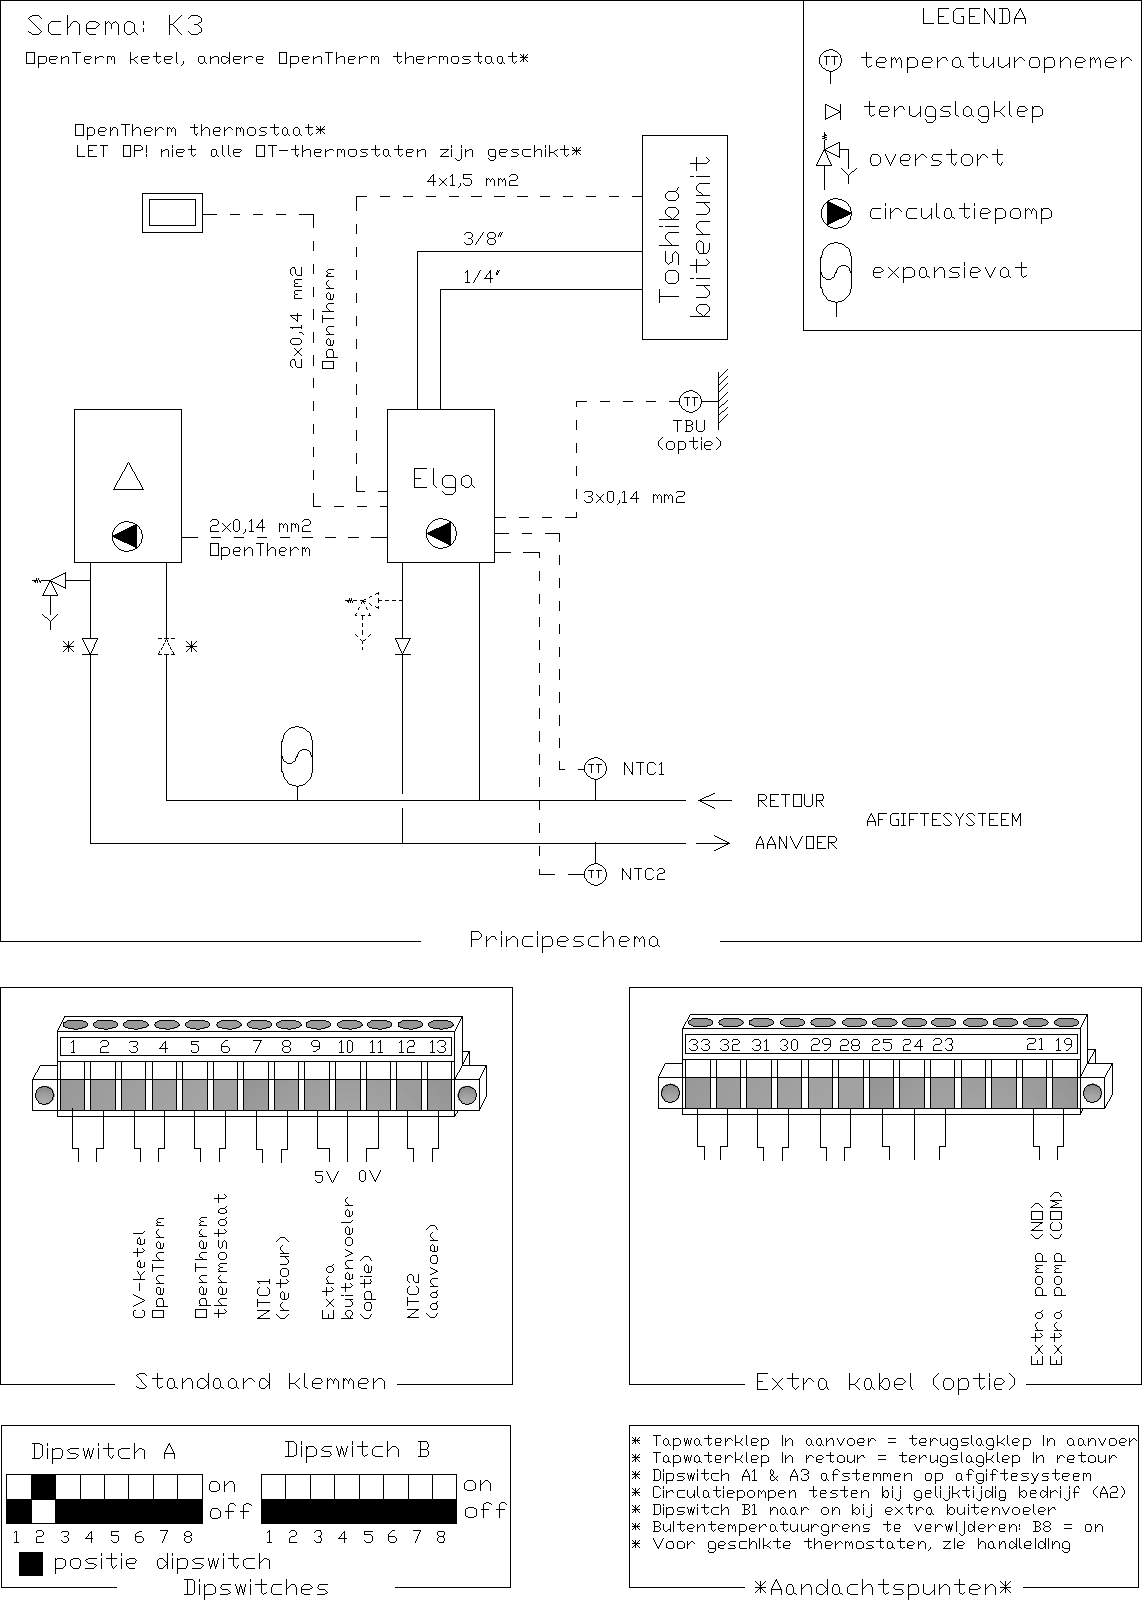 Schema: K3
OpenTerm ketel, andere OpenTherm thermostaat*
LEGENDA
TT temperatuuropnemer
terugslagklep
overstort
circulatiepomp
expansievat
OpenTherm thermostaat*
LET OP! niet alle OT-thermostaten zijn geschikt*
4x1,5 mm2
3/8"
1/4"
Toshiba
buitenunit
2x0,14 mm2
OpenTherm
TT
TBU
(optie)
Elga
3x0,14 mm2
2x0,14 mm2
OpenTherm
*
*
TT NTC1
RETOUR
AFGIFTESYSTEEM
AANVOER
TT NTC2
Principeschema
1 2 3 4 5 6 7 8 9 10 11 12 13
5V 0V
CV-ketel
OpenTherm
OpenTherm
thermostaat
NTC1
(retour)
Extra
buitenvoeler
(optie)
NTC2
(aanvoer)
Standaard klemmen
33 32 31 30 29 28 25 24 23 21 19
Extra pomp (NO)
Extra pomp (COM)
Extra kabel (optie)
Dipswitch A
on
off
1 2 3 4 5 6 7 8
Dipswitch B
on
off
1 2 3 4 5 6 7 8
positie dipswitch
Dipswitches
* Tapwaterklep in aanvoer = terugslagklep in aanvoer
* Tapwaterklep in retour = terugslagklep in retour
* Dipswitch A1 & A3 afstemmen op afgiftesysteem
* Circulatiepompen testen bij gelijktijdig bedrijf (A2)
* Dipswitch B1 naar on bij extra buitenvoeler
* Buitentemperatuurgrens te verwijderen: B8 = on
* Voor geschikte thermostaten, zie handleiding
*Aandachtspunten*